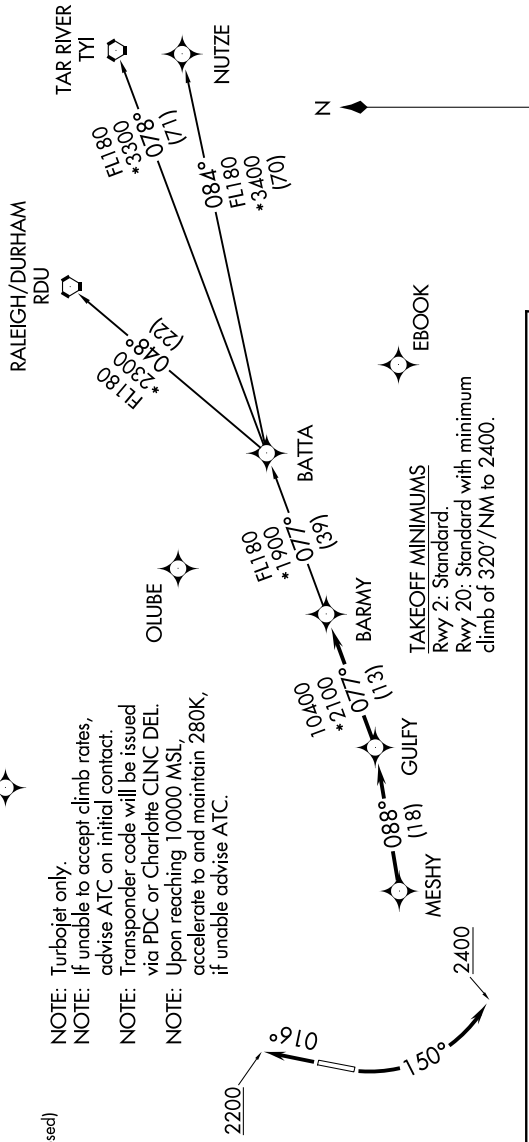 TAR RIVER
TYI
NUTZE
RALEIGH/DURHAM
RDU
N
FL180
*3300
078°
(71)
084°
FL180
*3400
(70)
FL180
*2300
048°
(22)
EBOOK
BATTA
OLUBE
FL180
*1900
077°
(39)
BARMY
10400
*2100
077°
(13)
GULFY
088°
(18)
MESHY
TAKEOFF MINIMUMS
Rwy 2: Standard.
Rwy 20: Standard with minimum
climb of 320'/NM to 2400.
NOTE: Turbojet only.
NOTE: If unable to accept climb rates,
advise ATC on initial contact.
NOTE: Transponder code will be issued
via PDC or Charlotte CLNC DEL.
NOTE: Upon reaching 10000 MSL,
accelerate to and maintain 280K,
if unable advise ATC.
sed)
2200
016°
150°
2400